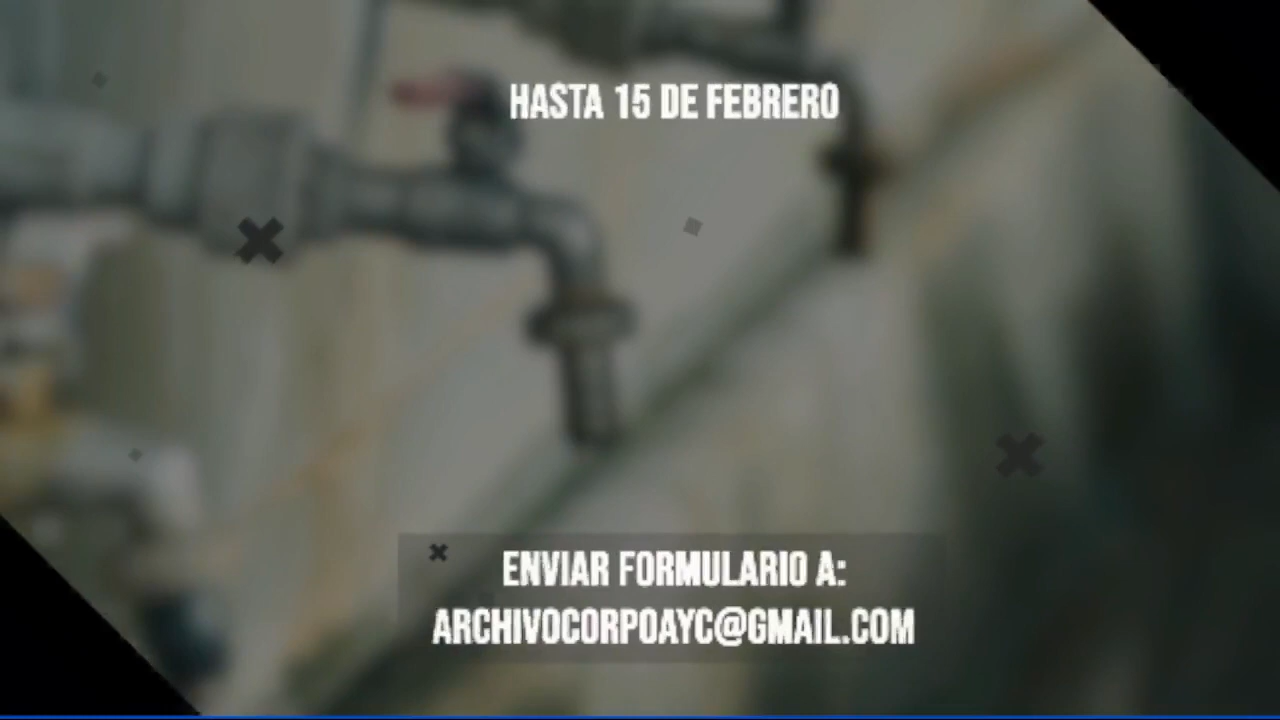 HASTA 15 DE FEBRERO
ENVIAR FORMULARIO A:
ARCHIVOCORPOAYC@GMAIL.COM